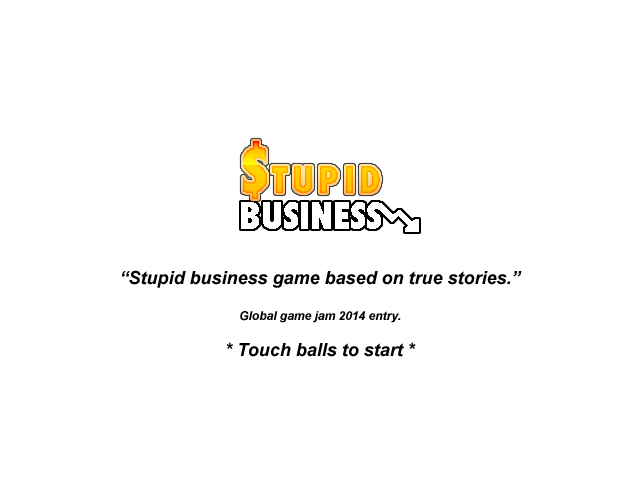 $TUPID
BUSINESS
“Stupid business game based on true stories.”
Global game jam 2014 entry.
* Touch balls to start *